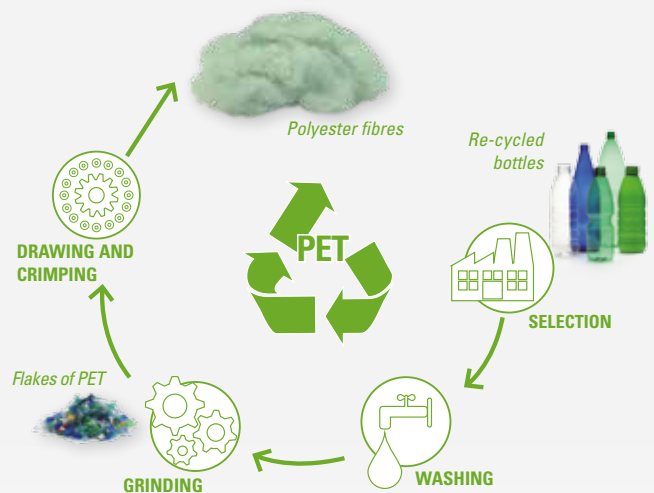 Polyester fibres
Re-cycled
bottles
PET
DRAWING AND
CRIMPING
SELECTION
Flakes of PET
WASHING
GRINDING